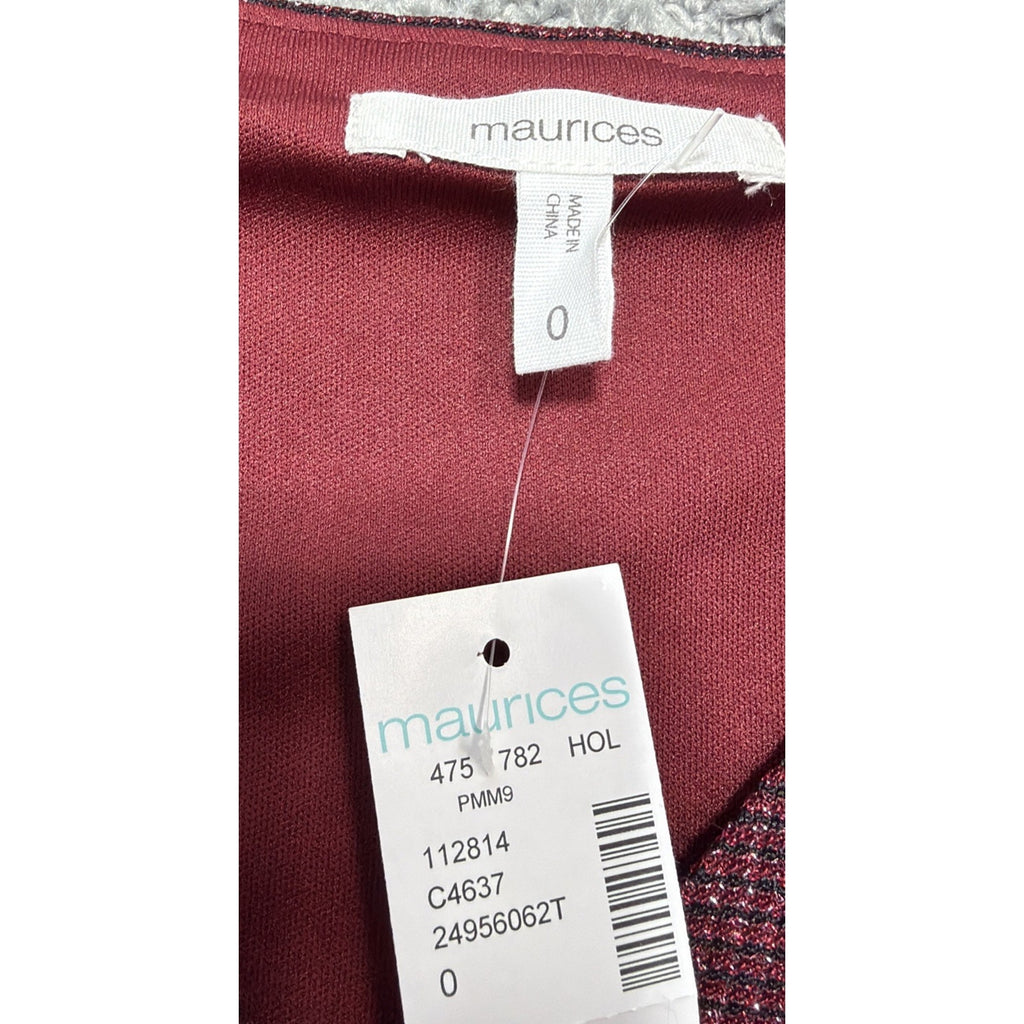 maurices
MADE IN
CHINA
0
maurices
475 782 HOL
PMM9
112814
C4637
24956062T
0